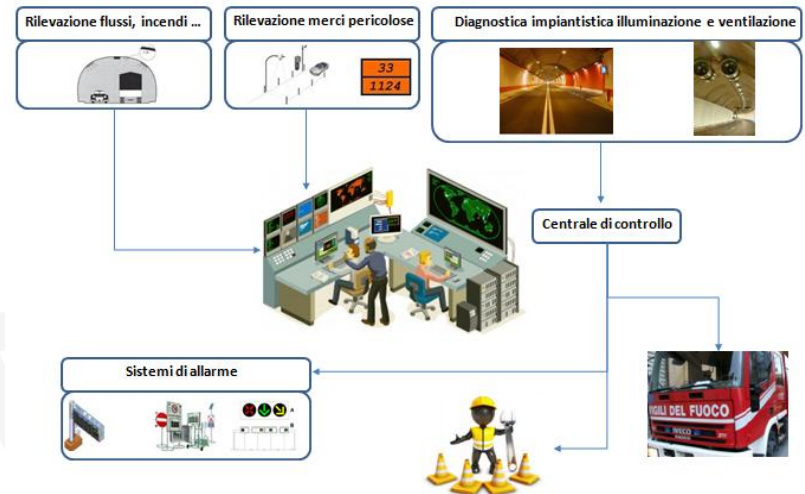 Rilevazione flussi, incendi ...
Rilevazione merci pericolose
Diagnostica impiantistica illuminazione e ventilazione
33
1124
Centrale di controllo
Sistemi di allarme
A
VIGILI DEL FUOCO
IVECO